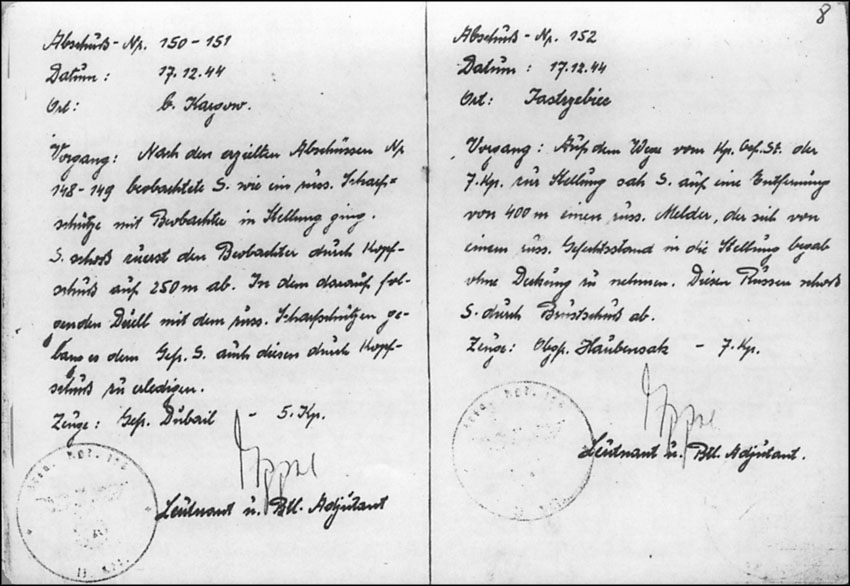 8
Abschuß-Nr. 150-151
Datum: 17.12.44
Ort: b. Kargow.
Vorgang: Nach den erzielten Abschüssen Nr
148-149 beobachtete S. wie ein russ. Scharf=
schütze mit Beobachter in Stellung ging.
S. schoß zuerst den Beobachter durch Kopf-
schuß auf 250 m ab. In dem darauf fol-
genden Duell mit dem russ. Scharfschützen ge-
lang es dem Gefr. S. auch diesen durch Kopf-
schuß zu erledigen.
Zeuge: Gefr. Dubail - 5. Kp.
Leutnant u. Btl. Adjutant
Abschuß-Nr. 152
Datum: 17.12.44
Ort: Jastrzebiec
Vorgang: Auf dem Wege vom Kp. Gef. St. der
7. Kp. zur Stellung sah S. auf eine Entfernung
von 400 m einen russ. Melder, der sich von
einem russ. Gefechtsstand in die Stellung begab
ohne Deckung zu nehmen. Diesen Russen schoß
S. durch Brustschuß ab.
Zeuge: Obgfr. Haubensak - 7. Kp.
Leutnant u. Btl. Adjutant.